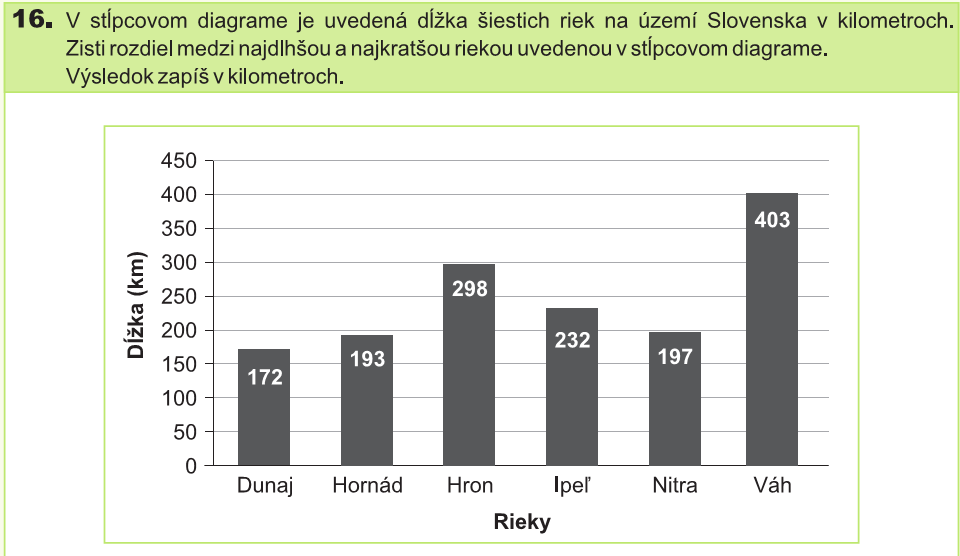 16. V stĺpcovom diagrame je uvedená dĺžka šiestich riek na území Slovenska v kilometroch.
Zisti rozdiel medzi najdlhšou a najkratšou riekou uvedenou v stĺpcovom diagrame.
Výsledok zapíš v kilometroch.
450
400
350
300
250
200
150
100
50
0
Dĺžka (km)
172
193
298
232
197
403
Dunaj Hornád Hron Ipeľ Nitra Váh
Rieky